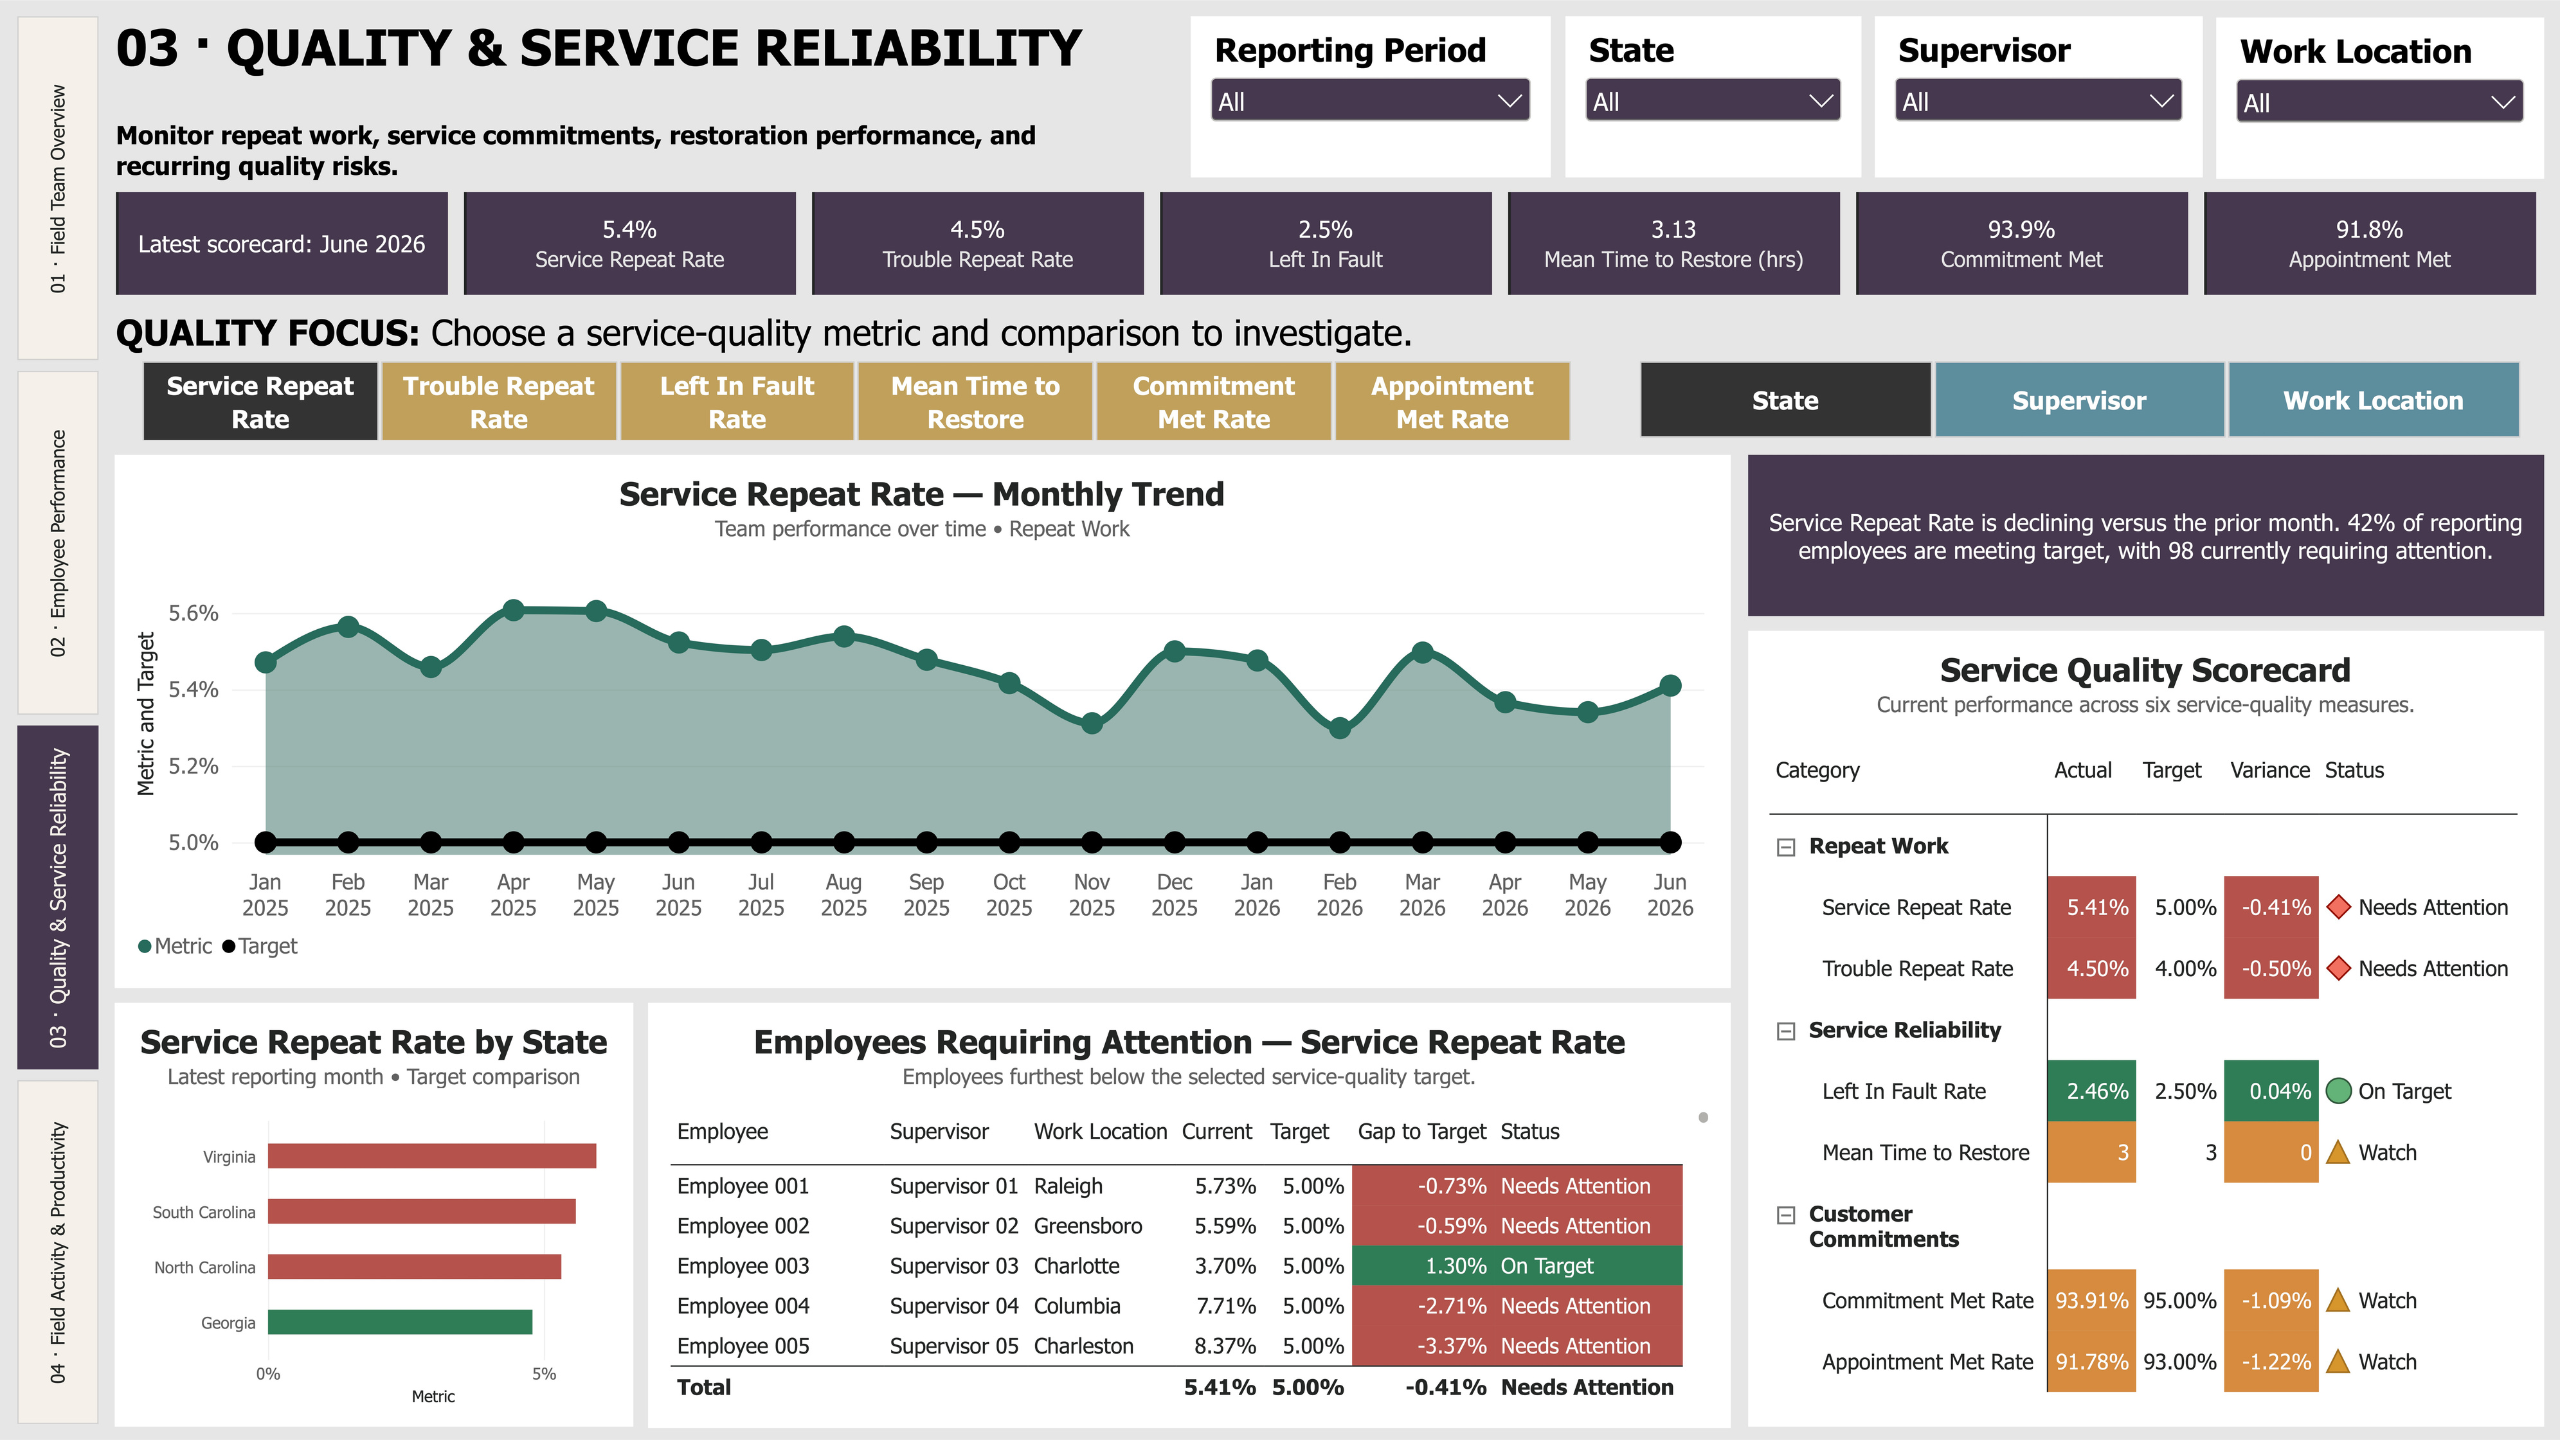 01 · Field Team Overview
02 · Employee Performance
03 · Quality & Service Reliability
04 · Field Activity & Productivity
03 · QUALITY & SERVICE RELIABILITY
Monitor repeat work, service commitments, restoration performance, and
recurring quality risks.
Reporting Period
All
State
All
Supervisor
All
Work Location
All
Latest scorecard: June 2026
5.4%
Service Repeat Rate
4.5%
Trouble Repeat Rate
2.5%
Left In Fault
3.13
Mean Time to Restore (hrs)
93.9%
Commitment Met
91.8%
Appointment Met
QUALITY FOCUS: Choose a service-quality metric and comparison to investigate.
Service Repeat
Rate
Trouble Repeat
Rate
Left In Fault
Rate
Mean Time to
Restore
Commitment
Met Rate
Appointment
Met Rate
State
Supervisor
Work Location
Service Repeat Rate — Monthly Trend
Team performance over time • Repeat Work
Metric and Target
5.6%
5.4%
5.2%
5.0%
Jan Feb Mar Apr May Jun Jul Aug Sep Oct Nov Dec Jan Feb Mar Apr May Jun
2025 2025 2025 2025 2025 2025 2025 2025 2025 2025 2025 2025 2026 2026 2026 2026 2026 2026
Metric Target
Service Repeat Rate is declining versus the prior month. 42% of reporting
employees are meeting target, with 98 currently requiring attention.
Service Quality Scorecard
Current performance across six service-quality measures.
Category Actual Target Variance Status
Repeat Work
Service Repeat Rate 5.41% 5.00% -0.41% Needs Attention
Trouble Repeat Rate 4.50% 4.00% -0.50% Needs Attention
Service Reliability
Left In Fault Rate 2.46% 2.50% 0.04% On Target
Mean Time to Restore 3 3 0 Watch
Customer
Commitments
Commitment Met Rate 93.91% 95.00% -1.09% Watch
Appointment Met Rate 91.78% 93.00% -1.22% Watch
Service Repeat Rate by State
Latest reporting month • Target comparison
Virginia
South Carolina
North Carolina
Georgia
0% 5%
Metric
Employees Requiring Attention — Service Repeat Rate
Employees furthest below the selected service-quality target.
Employee Supervisor Work Location Current Target Gap to Target Status
Employee 001 Supervisor 01 Raleigh 5.73% 5.00% -0.73% Needs Attention
Employee 002 Supervisor 02 Greensboro 5.59% 5.00% -0.59% Needs Attention
Employee 003 Supervisor 03 Charlotte 3.70% 5.00% 1.30% On Target
Employee 004 Supervisor 04 Columbia 7.71% 5.00% -2.71% Needs Attention
Employee 005 Supervisor 05 Charleston 8.37% 5.00% -3.37% Needs Attention
Total 5.41% 5.00% -0.41% Needs Attention